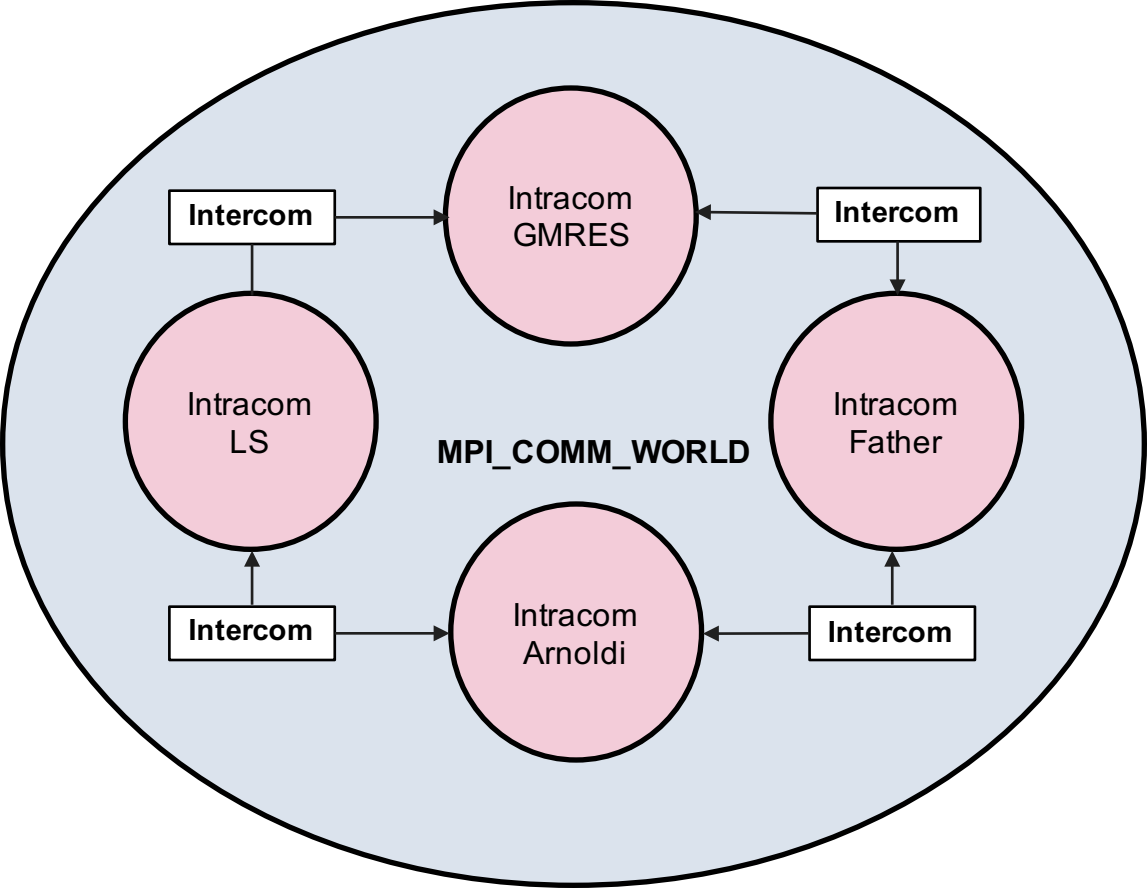 Intracom
GMRES
Intercom
Intercom
Intracom
LS
Intracom
Father
MPI_COMM_WORLD
Intracom
Arnoldi
Intercom
Intercom